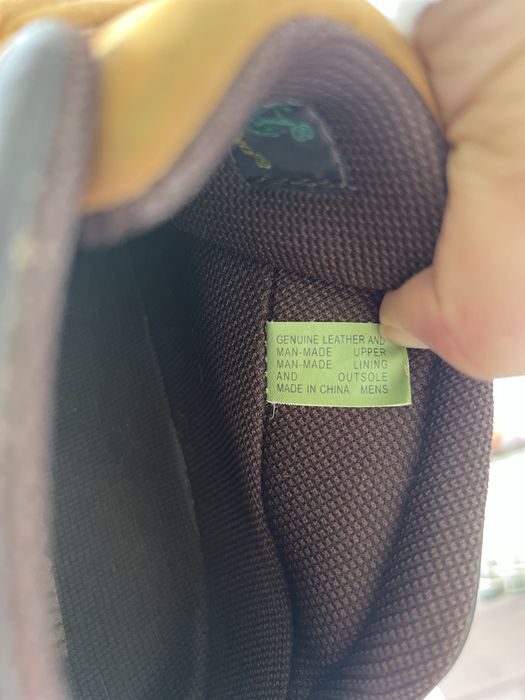 GENUINE LEATHER AND
MAN-MADE UPPER
MAN-MADE LINING
AND OUTSOLE
MADE IN CHINA MENS